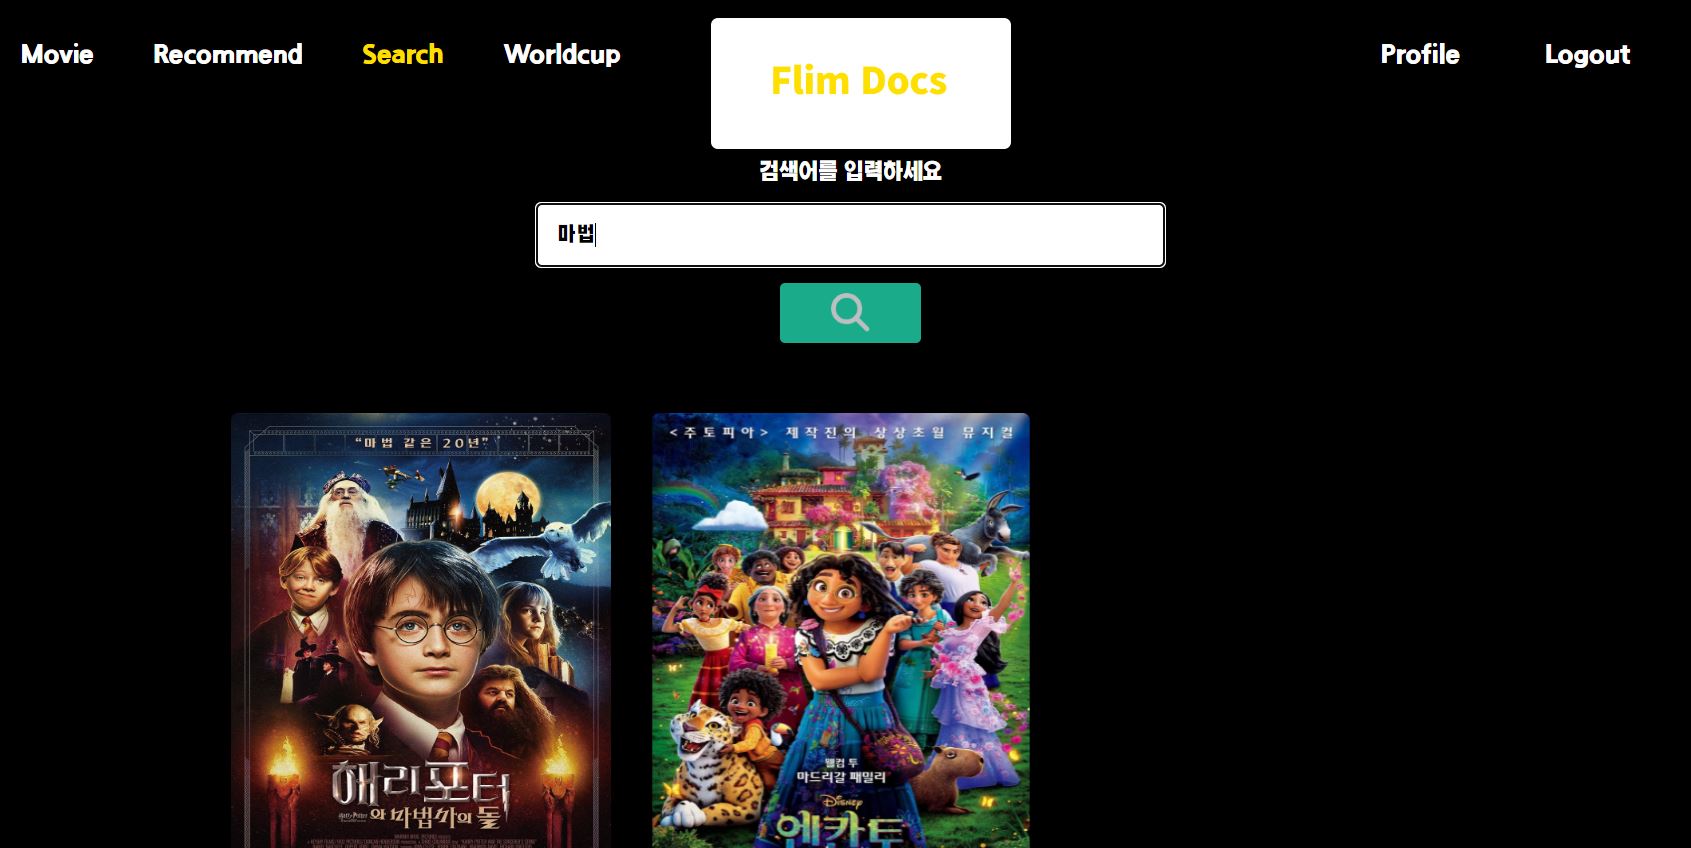 Movie Recommend Search Worldcup Flim Docs Profile Logout
검색어를 입력하세요
마법
“마법 같은 20년”
해리포터
와 마법사의 돌
<주토피아> 제작진의 상상초월 뮤지컬
웰컴 투
마드리갈 패밀리
Disney
엔칸토